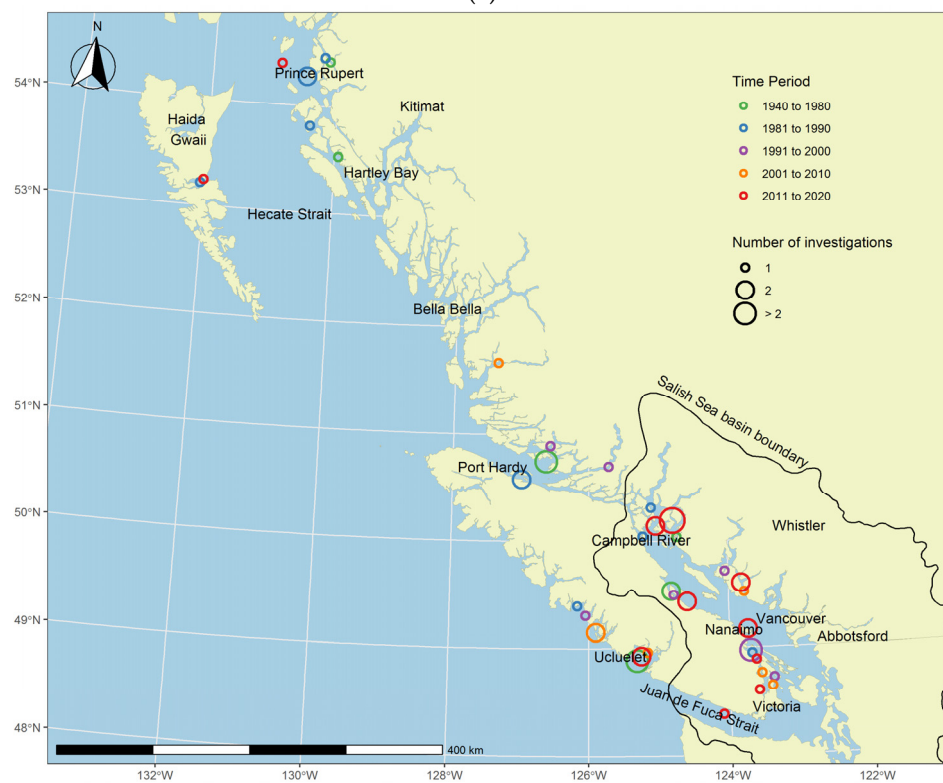 N
54°N
53°N
52°N
51°N
50°N
49°N
48°N
Prince Rupert
Kitimat
Haida
Gwaii
Hartley Bay
Hecate Strait
Bella Bella
Port Hardy
Salish Sea basin boundary
Whistler
Campbell River
Vancouver
Nanaimo
Abbotsford
Ucluelet
Juan de Fuca Strait
Victoria
Time Period
1940 to 1980
1981 to 1990
1991 to 2000
2001 to 2010
2011 to 2020
Number of investigations
1
2
> 2
400 km
132°W
130°W
128°W
126°W
124°W
122°W